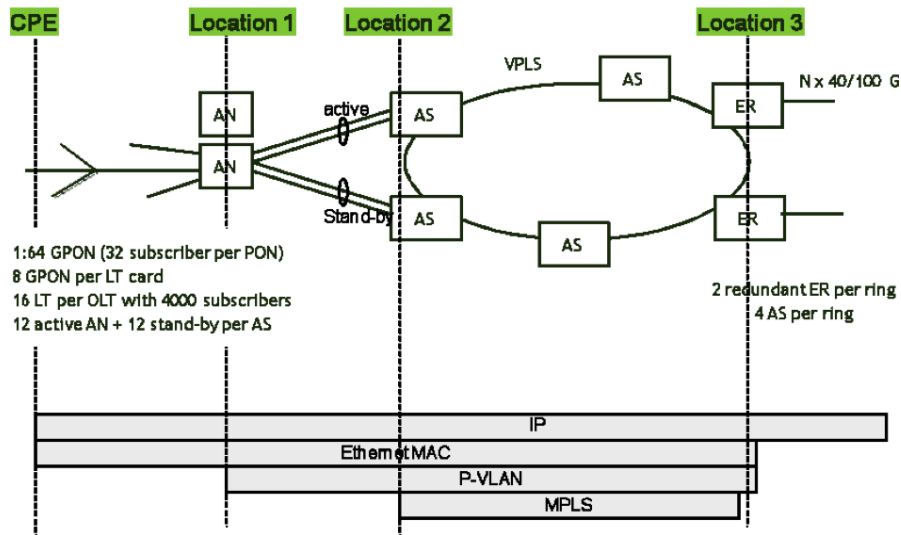 CPE
Location 1
Location 2
Location 3
VPLS
AS
N x 40/100 G
AN
active
AS
ER
AN
Stand-by
AS
AS
ER
1:64 GPON (32 subscriber per PON)
8 GPON per LT card
16 LT per OLT with 4000 subscribers
12 active AN + 12 stand-by per AS
2 redundant ER per ring
4 AS per ring
IP
Ethernet MAC
P-VLAN
MPLS